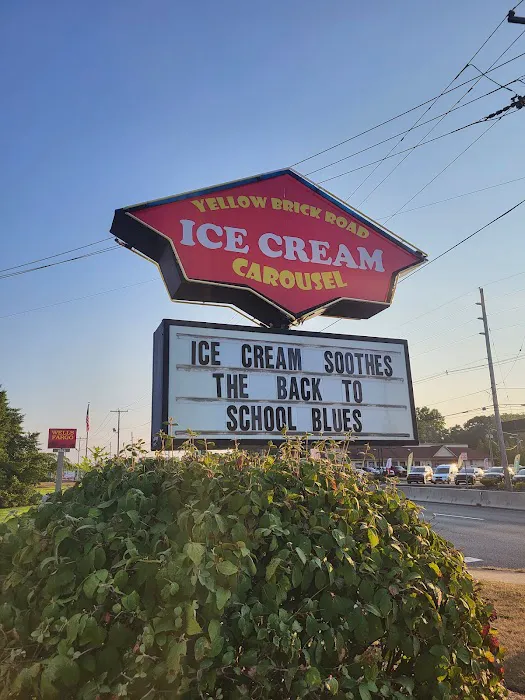 YELLOW BRICK ROAD
ICE CREAM
CAROUSEL
ICE CREAM SOOTHES
THE BACK TO
SCHOOL BLUES
WELLS
FARGO